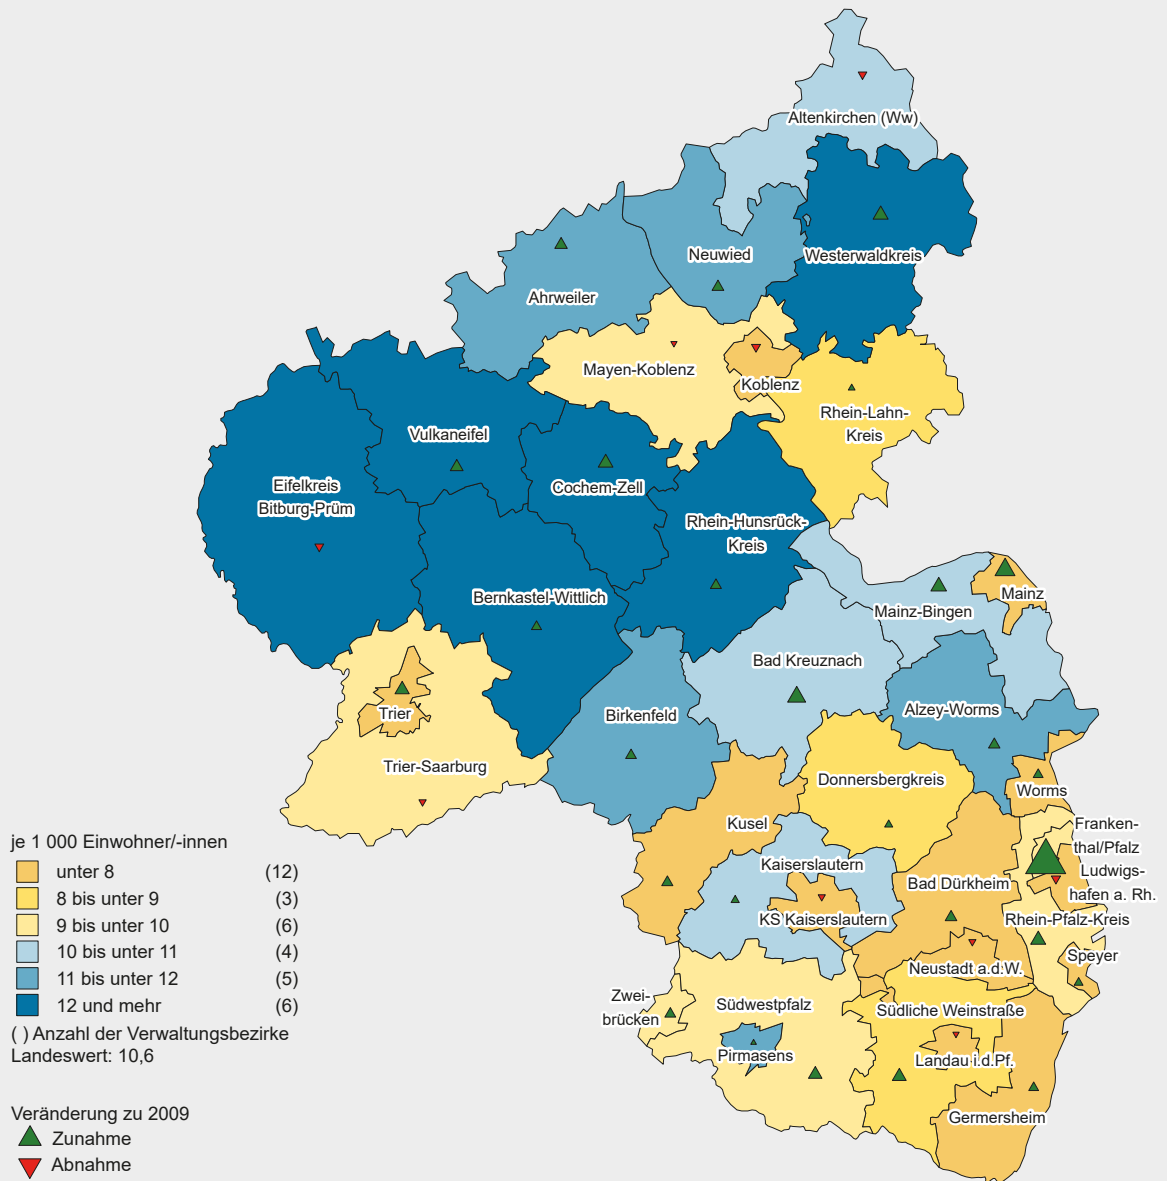 Altenkirchen (Ww)
Neuwied
Westerwaldkreis
Ahrweiler
Mayen-Koblenz
Koblenz
Rhein-Lahn-
Kreis
Vulkaneifel
Cochem-Zell
Eifelkreis
Bitburg-Prüm
Rhein-Hunsrück-
Kreis
Bernkastel-Wittlich
Mainz
Mainz-Bingen
Bad Kreuznach
Trier
Birkenfeld
Alzey-Worms
Trier-Saarburg
Donnersbergkreis
Worms
Kusel
Franken-
thal/Pfalz
Kaiserslautern
Ludwigs-
hafen a. Rh.
Bad Dürkheim
KS Kaiserslautern
Rhein-Pfalz-Kreis
Speyer
Neustadt a.d.W.
Zwei-
brücken
Südwestpfalz
Südliche Weinstraße
Pirmasens
Landau i.d.Pf.
Germersheim
je 1 000 Einwohner/-innen
unter 8 (12)
8 bis unter 9 (3)
9 bis unter 10 (6)
10 bis unter 11 (4)
11 bis unter 12 (5)
12 und mehr (6)
( ) Anzahl der Verwaltungsbezirke
Landeswert: 10,6
Veränderung zu 2009
Zunahme
Abnahme